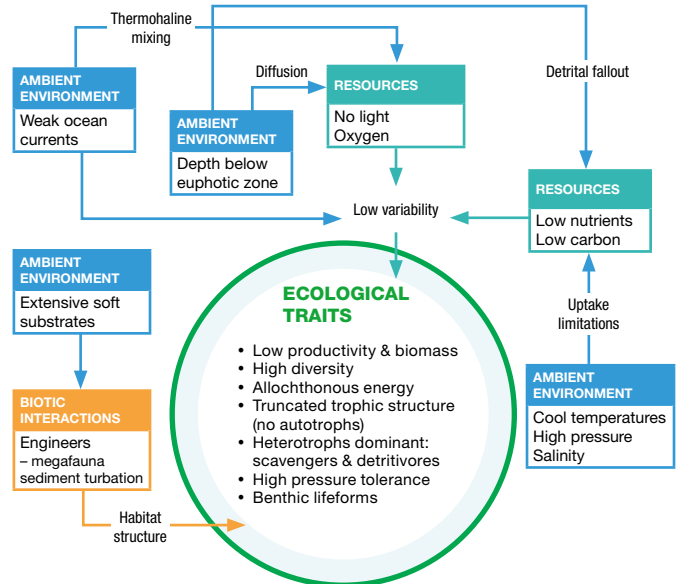 Thermohaline
mixing
AMBIENT
ENVIRONMENT
Weak ocean
currents
Diffusion
AMBIENT
ENVIRONMENT
Depth below
euphotic zone
RESOURCES
No light
Oxygen
Detrital fallout
RESOURCES
Low nutrients
Low carbon
Low variability
AMBIENT
ENVIRONMENT
Extensive soft
substrates
Uptake
limitations
AMBIENT
ENVIRONMENT
Cool temperatures
High pressure
Salinity
BIOTIC
INTERACTIONS
Engineers
– megafauna
sediment turbation
Habitat
structure
ECOLOGICAL
TRAITS
• Low productivity & biomass
• High diversity
• Allochthonous energy
• Truncated trophic structure
(no autotrophs)
• Heterotrophs dominant:
scavengers & detritivores
• High pressure tolerance
• Benthic lifeforms